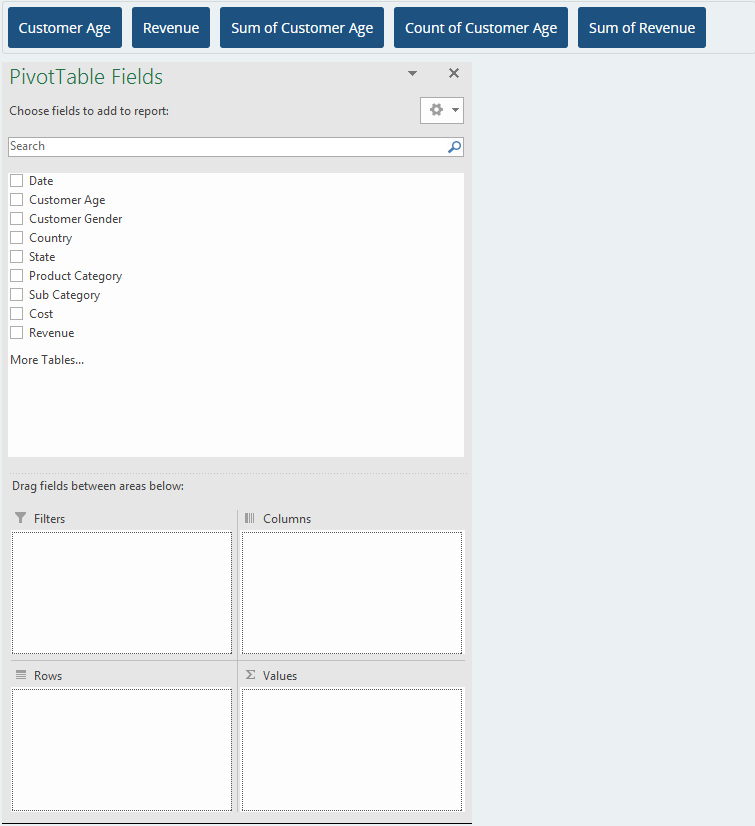 Customer Age Revenue Sum of Customer Age Count of Customer Age Sum of Revenue
PivotTable Fields
Choose fields to add to report:
Search
Date
Customer Age
Customer Gender
Country
State
Product Category
Sub Category
Cost
Revenue
More Tables...
Drag fields between areas below:
Filters
Columns
Rows
Σ Values